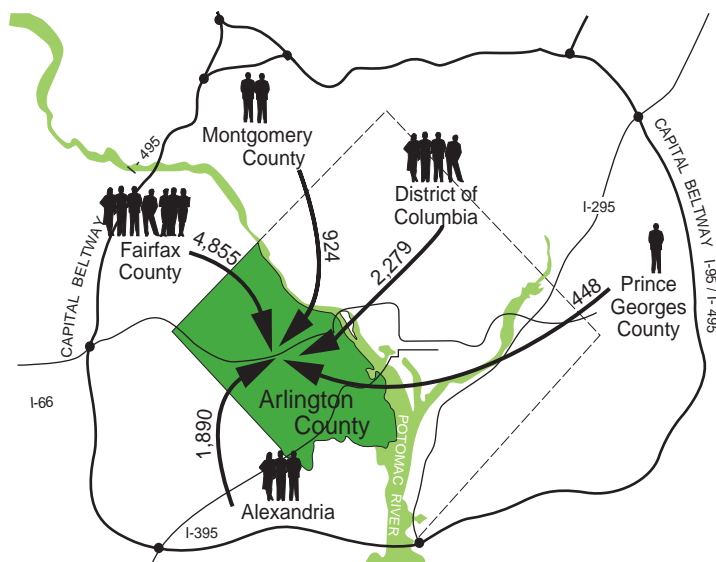 Montgomery
County
I - 495
District of
Columbia
CAPITAL BELTWAY
I-95 / I- 495
I-295
Fairfax
County
4,855
924
2,279
448
Prince
Georges
County
CAPITAL BELTWAY
I-66
Arlington
County
1,890
POTOMAC RIVER
Alexandria
I-395